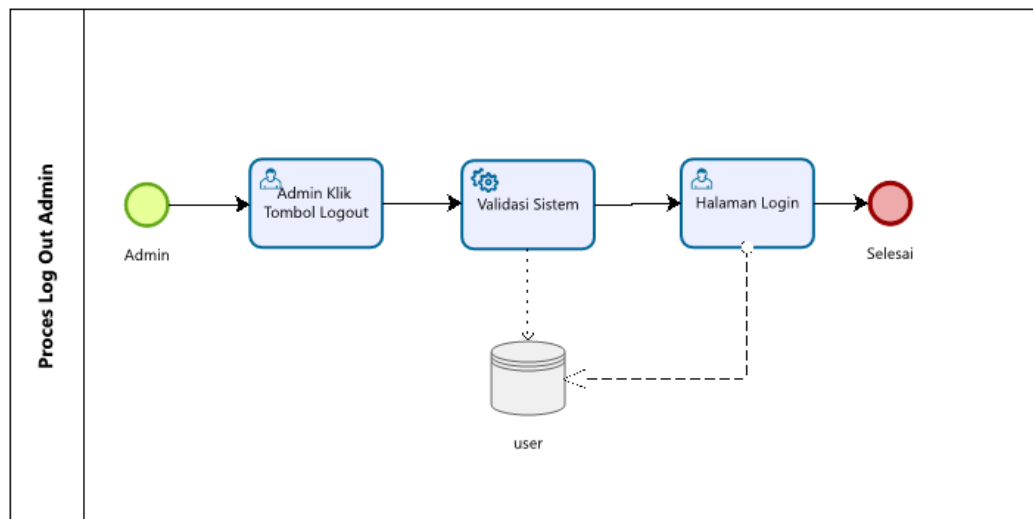 Proces Log Out Admin
Admin
Admin Klik
Tombol Logout
Validasi Sistem
Halaman Login
Selesai
user